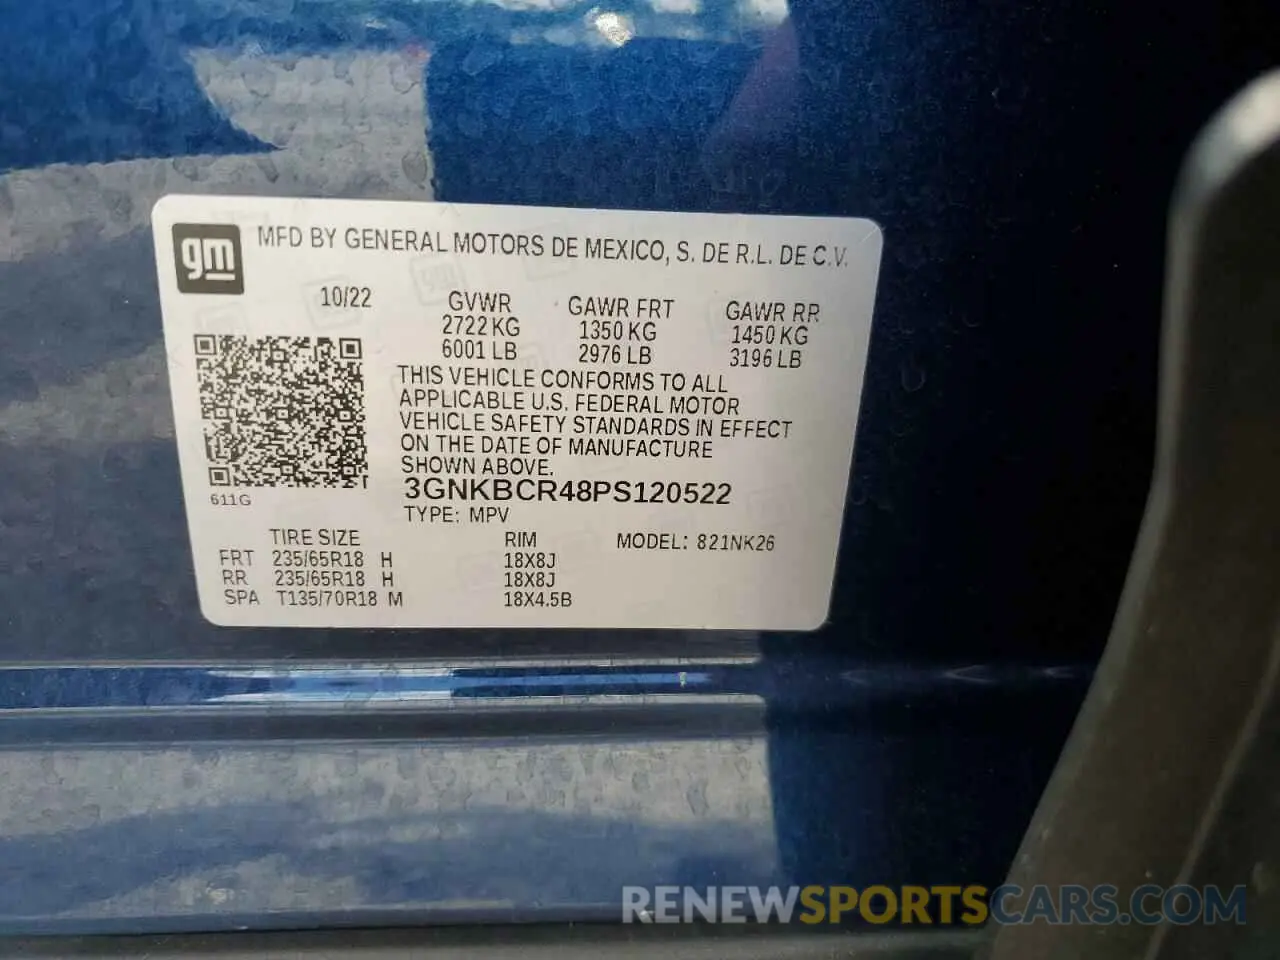 gm MFD BY GENERAL MOTORS DE MEXICO, S. DE R.L. DE C.V.
10/22 GVWR GAWR FRT GAWR RR
2722 KG 1350 KG 1450 KG
6001 LB 2976 LB 3196 LB
THIS VEHICLE CONFORMS TO ALL
APPLICABLE U.S. FEDERAL MOTOR
VEHICLE SAFETY STANDARDS IN EFFECT
ON THE DATE OF MANUFACTURE
SHOWN ABOVE.
611G
3GNKBCR48PS120522
TYPE: MPV
TIRE SIZE RIM MODEL: 821NK26
FRT 235/65R18 H 18X8J
RR 235/65R18 H 18X8J
SPA T135/70R18 M 18X4.5B
RENEWSPORTSCARS.COM